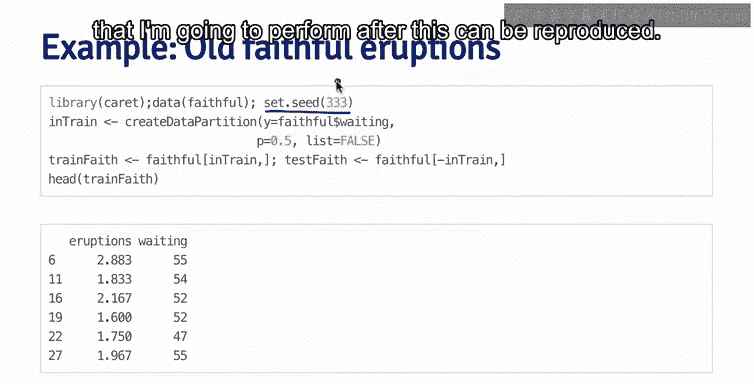 that I'm going to perform after this can be reproduced.
Example: Old faithful eruptions
library(caret);data(faithful); set.seed(333)
inTrain <- createDataPartition(y=faithful$waiting,
p=0.5, list=FALSE)
trainFaith <- faithful[inTrain,]; testFaith <- faithful[-inTrain,]
head(trainFaith)
eruptions waiting
6 2.883 55
11 1.833 54
16 2.167 52
19 1.600 52
22 1.750 47
27 1.967 55